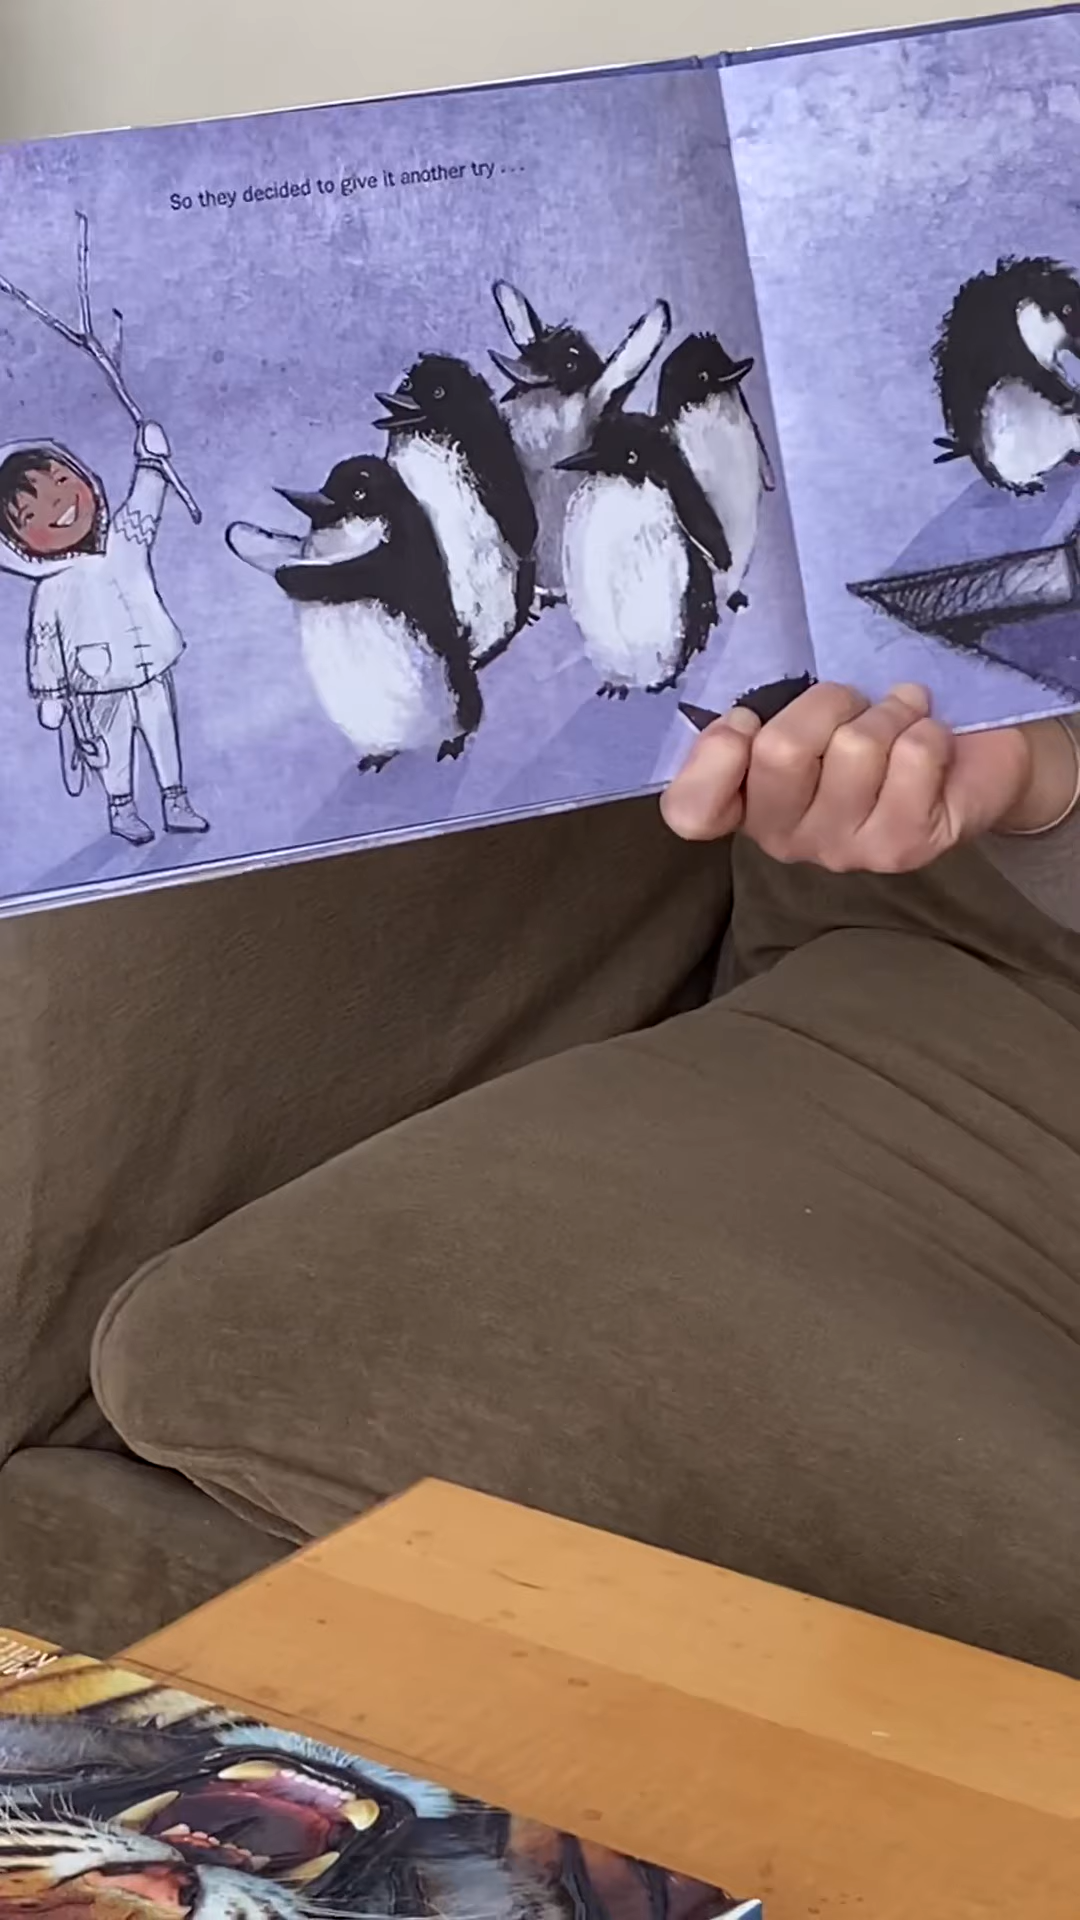 So they decided to give it another try . . .